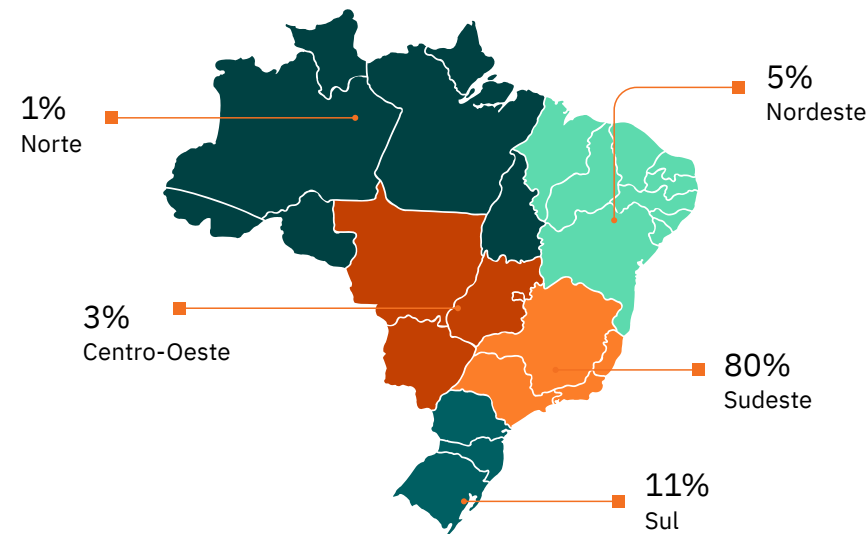 1%
Norte
5%
Nordeste
3%
Centro-Oeste
80%
Sudeste
11%
Sul